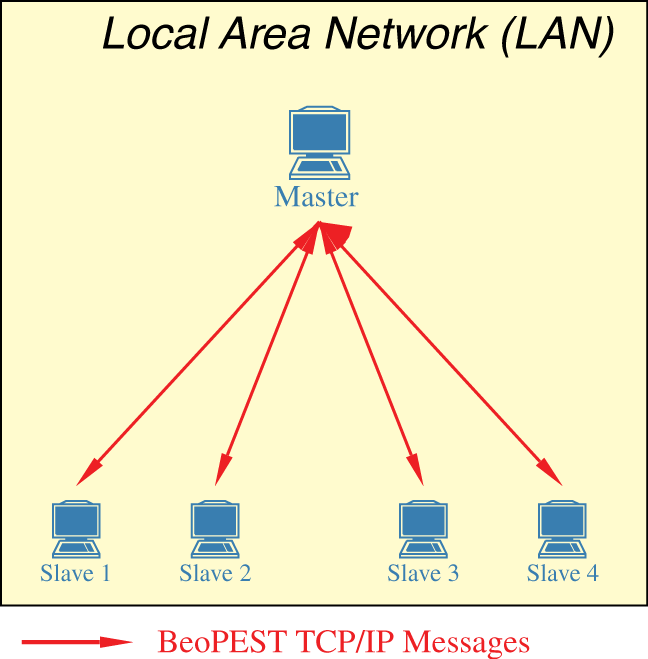 Local Area Network (LAN)
Master
Slave 1 Slave 2 Slave 3 Slave 4
BeoPEST TCP/IP Messages